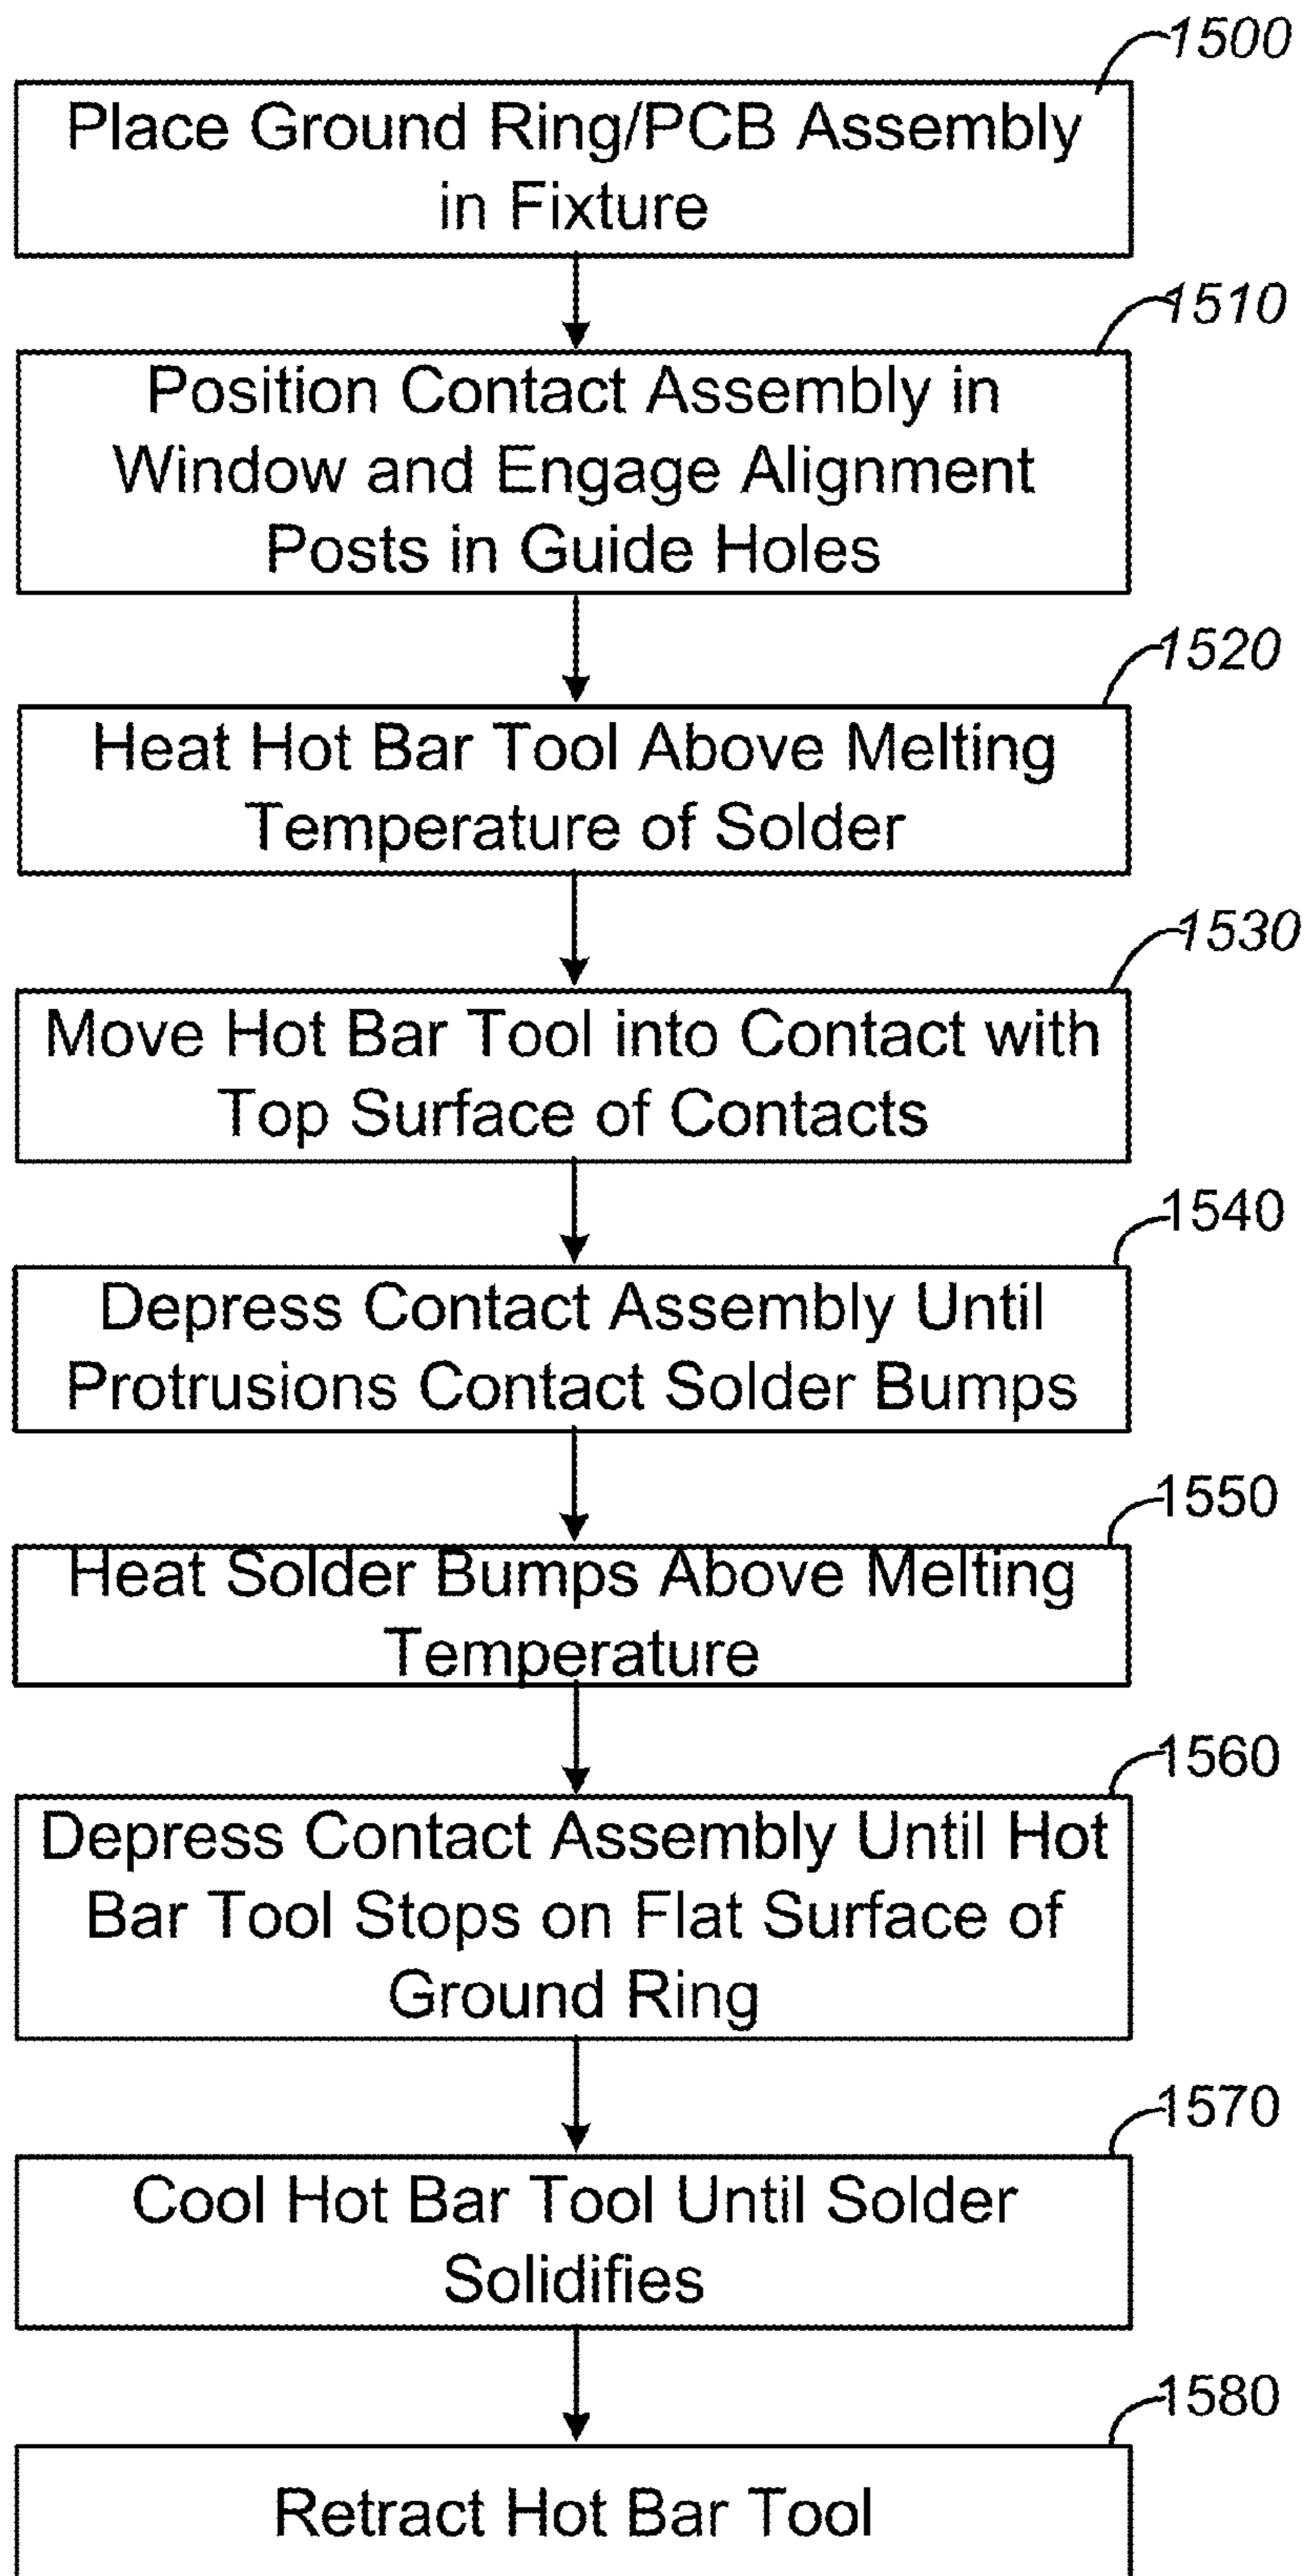 1500
Place Ground Ring/PCB Assembly
in Fixture
1510
Position Contact Assembly in
Window and Engage Alignment
Posts in Guide Holes
1520
Heat Hot Bar Tool Above Melting
Temperature of Solder
1530
Move Hot Bar Tool into Contact with
Top Surface of Contacts
1540
Depress Contact Assembly Until
Protrusions Contact Solder Bumps
1550
Heat Solder Bumps Above Melting
Temperature
1560
Depress Contact Assembly Until Hot
Bar Tool Stops on Flat Surface of
Ground Ring
1570
Cool Hot Bar Tool Until Solder
Solidifies
1580
Retract Hot Bar Tool